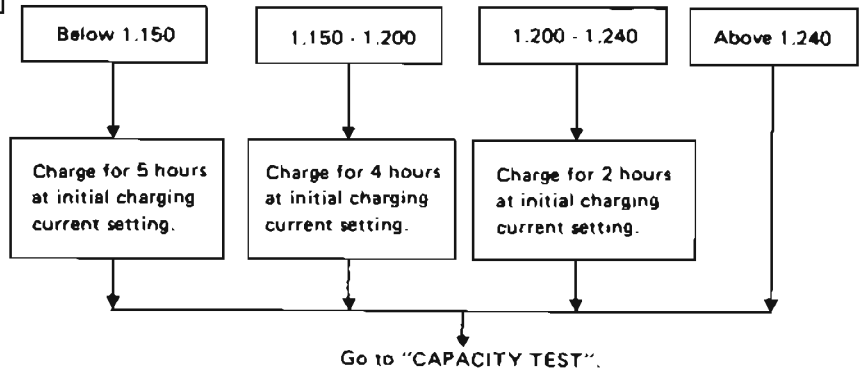 Below 1.150
1.150 - 1.200
1.200 - 1.240
Above 1.240
Charge for 5 hours
at initial charging
current setting.
Charge for 4 hours
at initial charging
current setting.
Charge for 2 hours
at initial charging
current setting.
Go to "CAPACITY TEST".